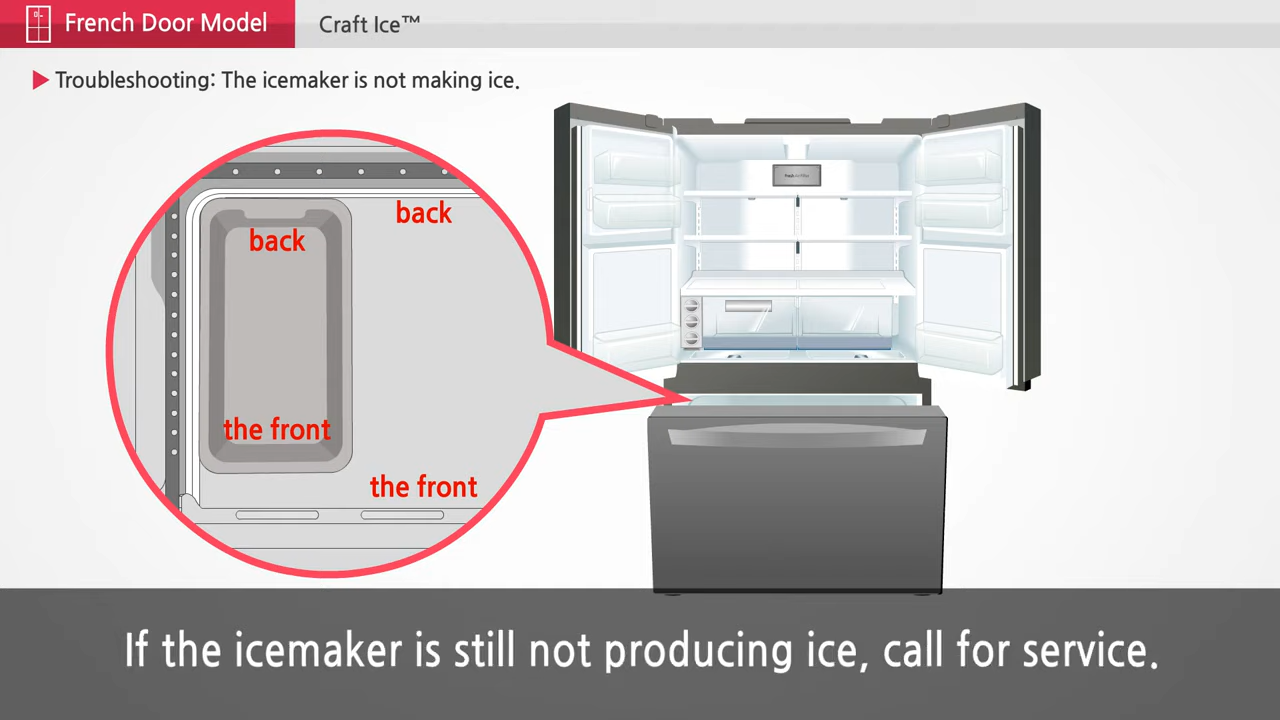 French Door Model
Craft Ice™
Troubleshooting: The icemaker is not making ice.
back
back
the front
the front
If the icemaker is still not producing ice, call for service.